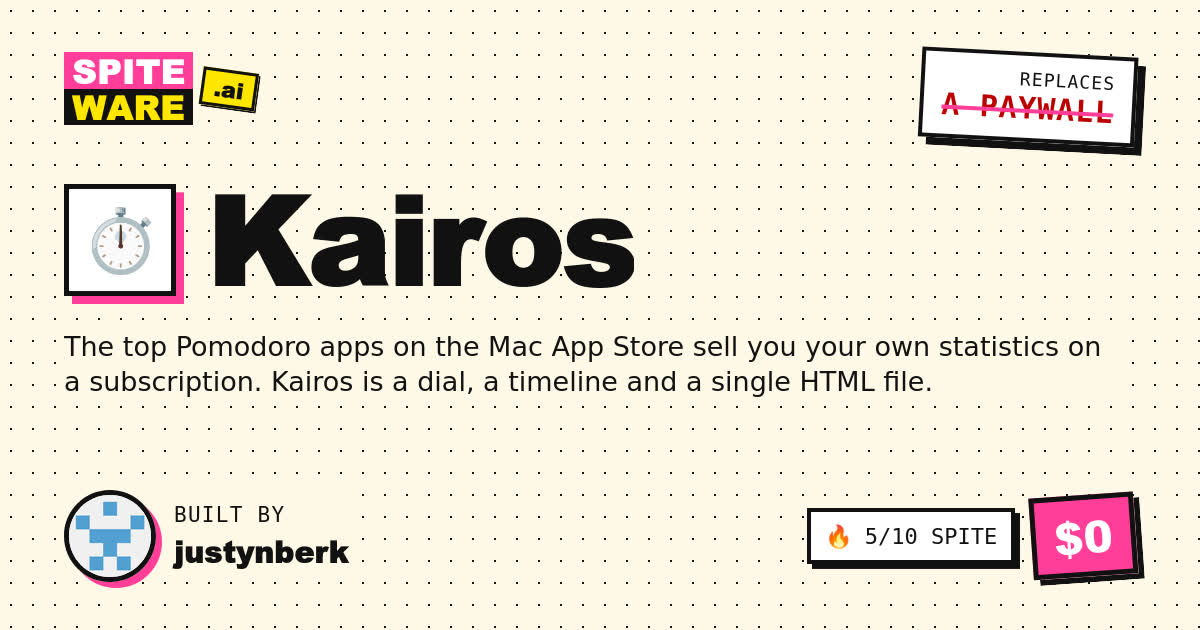 SPITE
WARE
.ai
REPLACES
A PAYWALL
Kairos
The top Pomodoro apps on the Mac App Store sell you your own statistics on
a subscription. Kairos is a dial, a timeline and a single HTML file.
BUILT BY
justynberk
🔥 5/10 SPITE
$0